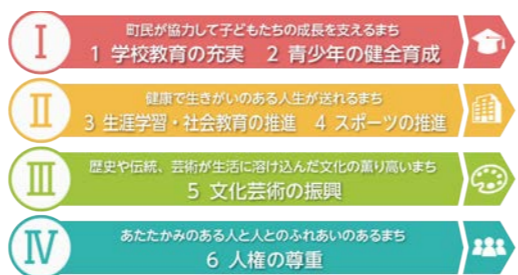 I
町民が協力して子どもたちの成長を支えるまち
1 学校教育の充実 2 青少年の健全育成
II
健康で生きがいのある人生が送れるまち
3 生涯学習・社会教育の推進 4 スポーツの推進
III
歴史や伝統、芸術が生活に溶け込んだ文化の薫り高いまち
5 文化芸術の振興
IV
あたたかみのある人と人とのふれあいのあるまち
6 人権の尊重